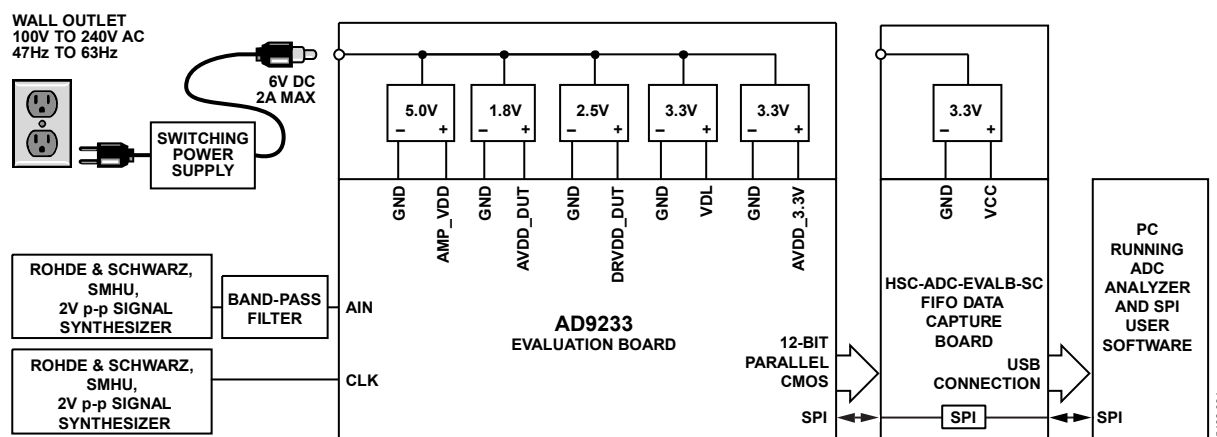 WALL OUTLET
100V TO 240V AC
47Hz TO 63Hz
6V DC
2A MAX
SWITCHING
POWER
SUPPLY
5.0V
1.8V
2.5V
3.3V
3.3V
3.3V
– +
– +
– +
– +
– +
– +
GND
AMP_VDD
GND
AVDD_DUT
GND
DRVDD_DUT
GND
VDL
GND
AVDD_3.3V
GND
VCC
ROHDE & SCHWARZ,
SMHU,
2V p-p SIGNAL
SYNTHESIZER
BAND-PASS
FILTER
AIN
ROHDE & SCHWARZ,
SMHU,
2V p-p SIGNAL
SYNTHESIZER
CLK
AD9233
EVALUATION BOARD
12-BIT
PARALLEL
CMOS
SPI
HSC-ADC-EVALB-SC
FIFO DATA
CAPTURE
BOARD
USB
CONNECTION
SPI
SPI
PC
RUNNING
ADC
ANALYZER
AND SPI
USER
SOFTWARE